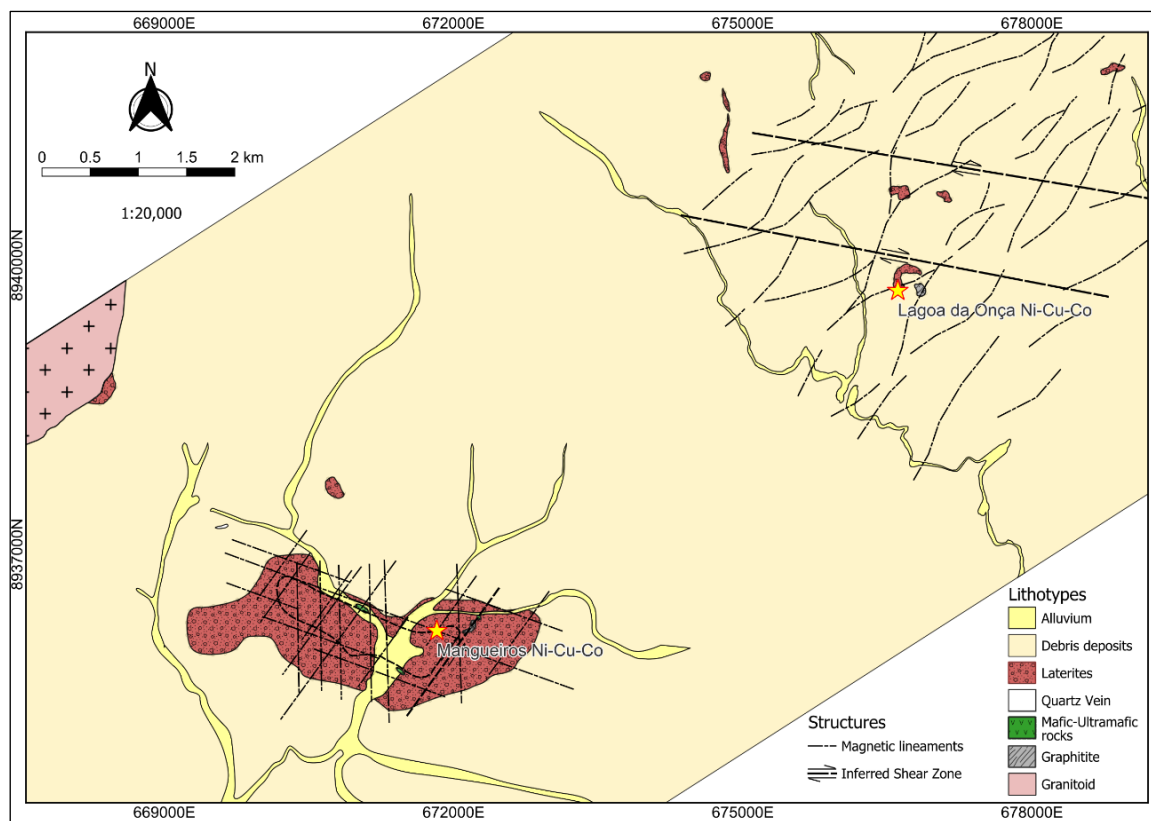 669000E 672000E 675000E 678000E
N
0 0.5 1 1.5 2 km
1:20,000
8940000N
8937000N
Lagoa da Onça Ni-Cu-Co
Mangueiros Ni-Cu-Co
Structures
Magnetic lineaments
Inferred Shear Zone
Lithotypes
Alluvium
Debris deposits
Laterites
Quartz Vein
Mafic-Ultramafic
rocks
Graphitite
Granitoid
8940000N
8937000N
669000E 672000E 675000E 678000E